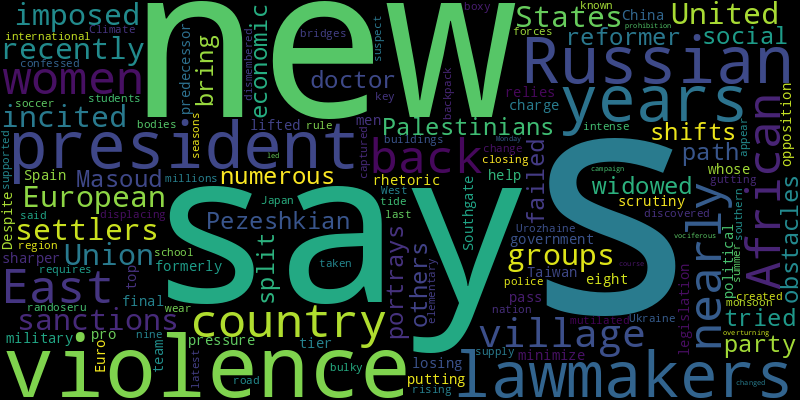 new
says
S
violence
president
lawmakers
Russian
years
women
back
country
East
African
nearly
village
European
Union
settlers
sanctions
States
United
groups
imposed
recently
incited
Masoud
Pezeshkian
Palestinians
numerous
doctor
economic
bring
reformer
social
shifts
path
failed
widowed
obstacles
tried
party
portrays
others
split
putting
rhetoric
pressure
military
formerly
Spain
Despite
supported
international
confessed
soccer
students
bodies
predecessor
seasons
lifted
rule
men
key
suspect
bridges
dismembered
Climate
boxy
backpack
relies
forces
known
China
prohibition
charge
intense
buildings
captured
change
Monday
closing
help
whose
scrutiny
gutting
discovered
appear
southern
opposition
campaign
Southgate
Urozhaine
government
Taiwan
eight
police
pass
nation
mutilated
Ukraine
minimize
legislation
political
summer
created
monsoon
vociferous
course
overturning
changed
supply
losing
rising
tier
elementary
bulky
road
latest
nine
team
Euro
pro
wear
final
top
school
randoseru
requires
sharper
region
said
displacing
millions
Japan
West
tide
last
taken
led